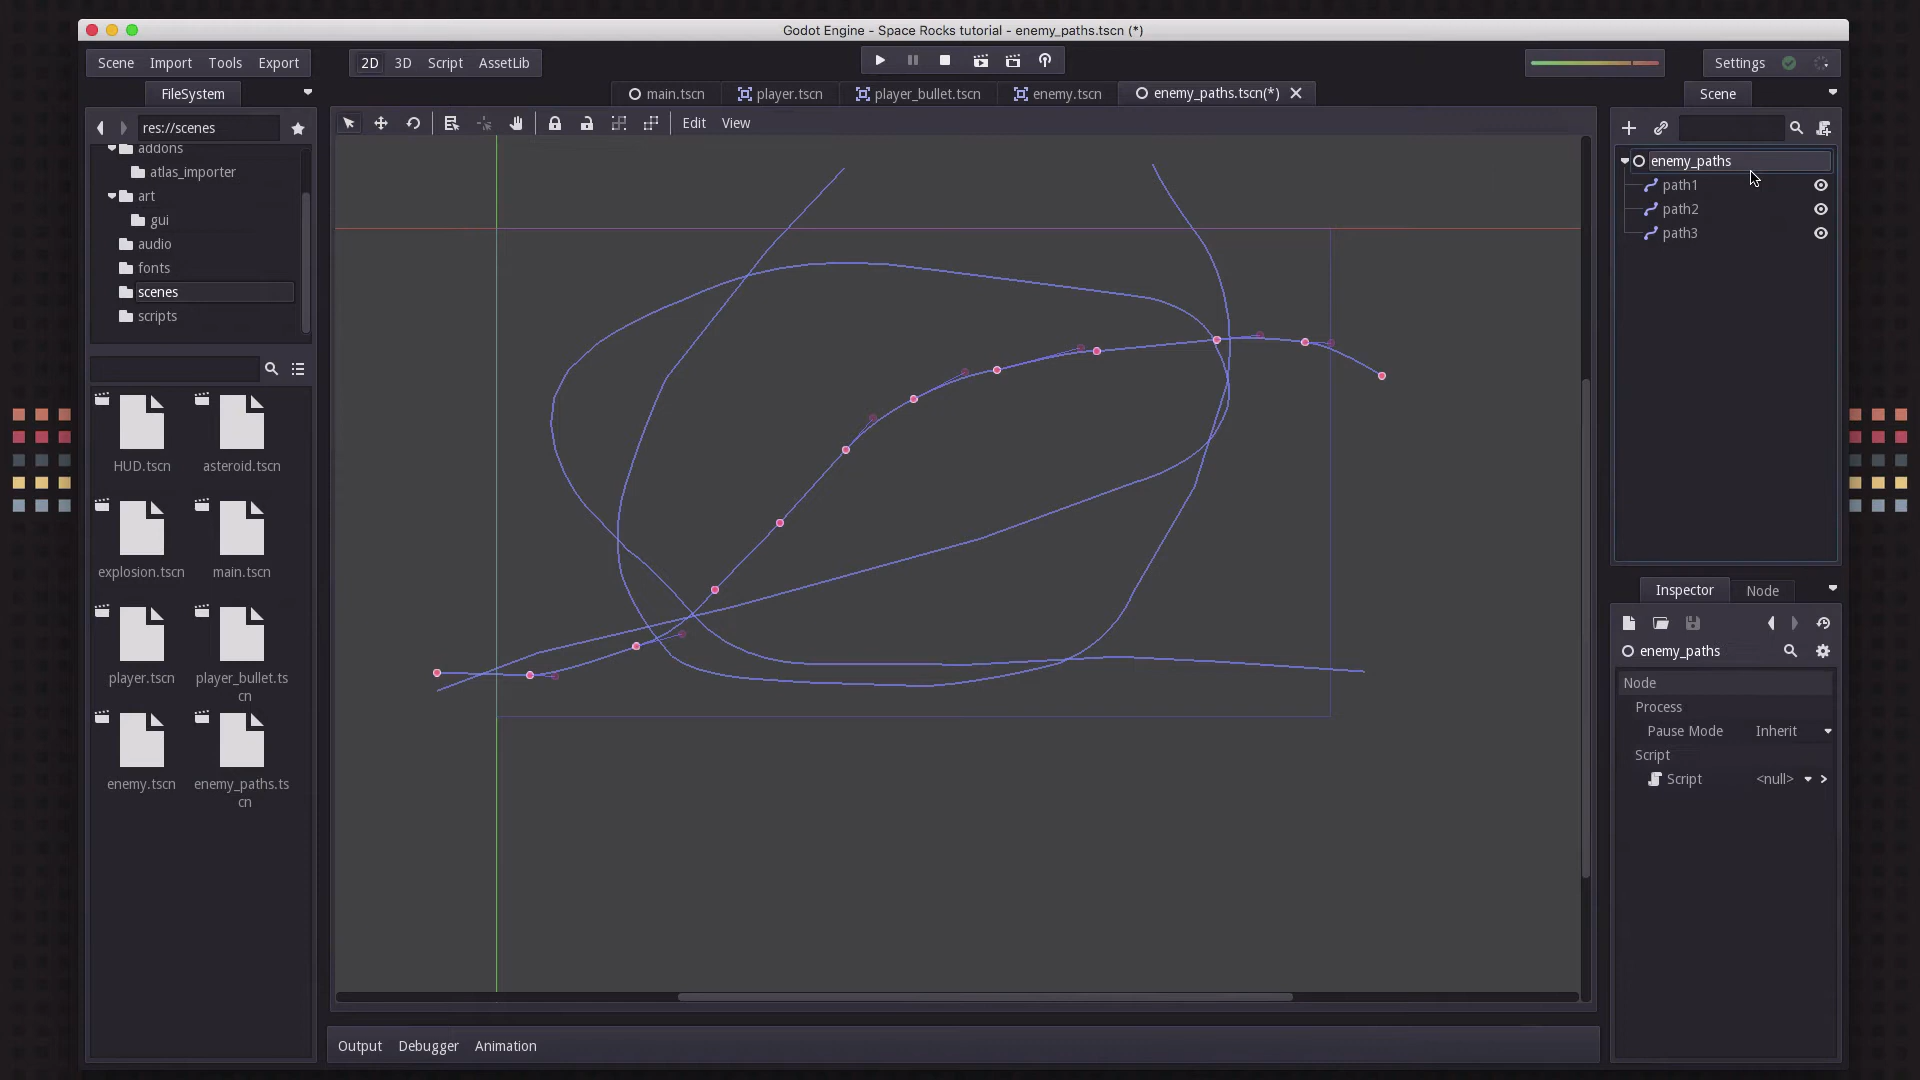 Godot Engine - Space Rocks tutorial - enemy_paths.tscn (*)
Scene Import Tools Export
2D 3D Script AssetLib
Settings
FileSystem
main.tscn player.tscn player_bullet.tscn enemy.tscn enemy_paths.tscn(*)
Scene
res://scenes
Edit View
addons
atlas_importer
art
gui
audio
fonts
scenes
scripts
HUD.tscn asteroid.tscn
explosion.tscn main.tscn
player.tscn player_bullet.ts
cn
enemy.tscn enemy_paths.ts
cn
enemy_paths
path1
path2
path3
Inspector Node
enemy_paths
Node
Process
Pause Mode Inherit
Script
Script <null>
Output Debugger Animation